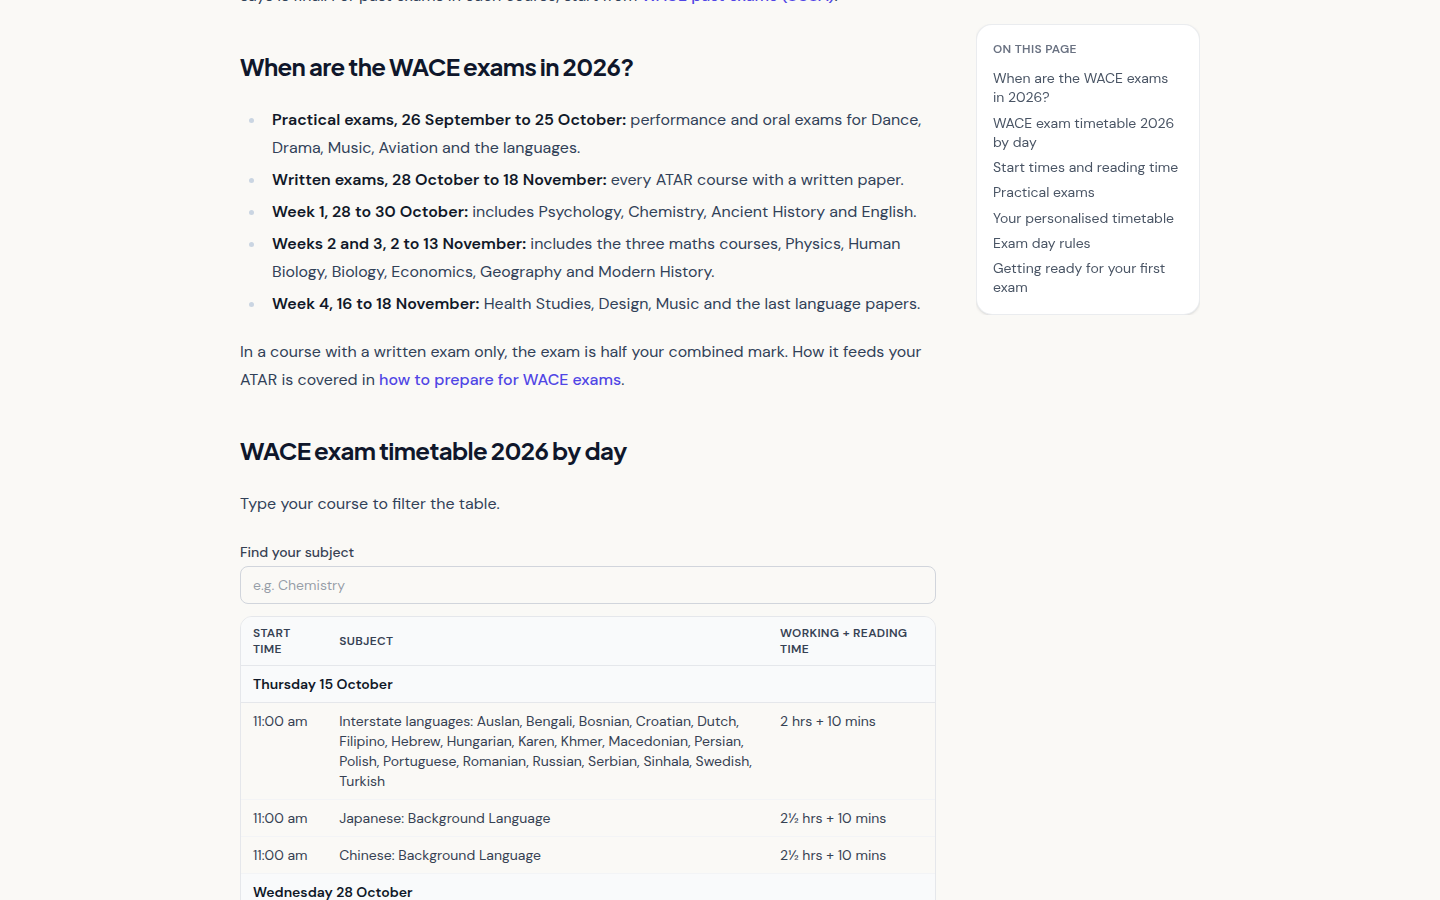 When are the WACE exams in 2026?
Practical exams, 26 September to 25 October: performance and oral exams for Dance,
Drama, Music, Aviation and the languages.
Written exams, 28 October to 18 November: every ATAR course with a written paper.
Week 1, 28 to 30 October: includes Psychology, Chemistry, Ancient History and English.
Weeks 2 and 3, 2 to 13 November: includes the three maths courses, Physics, Human
Biology, Biology, Economics, Geography and Modern History.
Week 4, 16 to 18 November: Health Studies, Design, Music and the last language papers.
In a course with a written exam only, the exam is half your combined mark. How it feeds your
ATAR is covered in how to prepare for WACE exams.
WACE exam timetable 2026 by day
Type your course to filter the table.
Find your subject
e.g. Chemistry
START
TIME
SUBJECT
WORKING + READING
TIME
Thursday 15 October
11:00 am
Interstate languages: Auslan, Bengali, Bosnian, Croatian, Dutch,
Filipino, Hebrew, Hungarian, Karen, Khmer, Macedonian, Persian,
Polish, Portuguese, Romanian, Russian, Serbian, Sinhala, Swedish,
Turkish
2 hrs + 10 mins
11:00 am
Japanese: Background Language
2½ hrs + 10 mins
11:00 am
Chinese: Background Language
2½ hrs + 10 mins
Wednesday 28 October
ON THIS PAGE
When are the WACE exams
in 2026?
WACE exam timetable 2026
by day
Start times and reading time
Practical exams
Your personalised timetable
Exam day rules
Getting ready for your first
exam